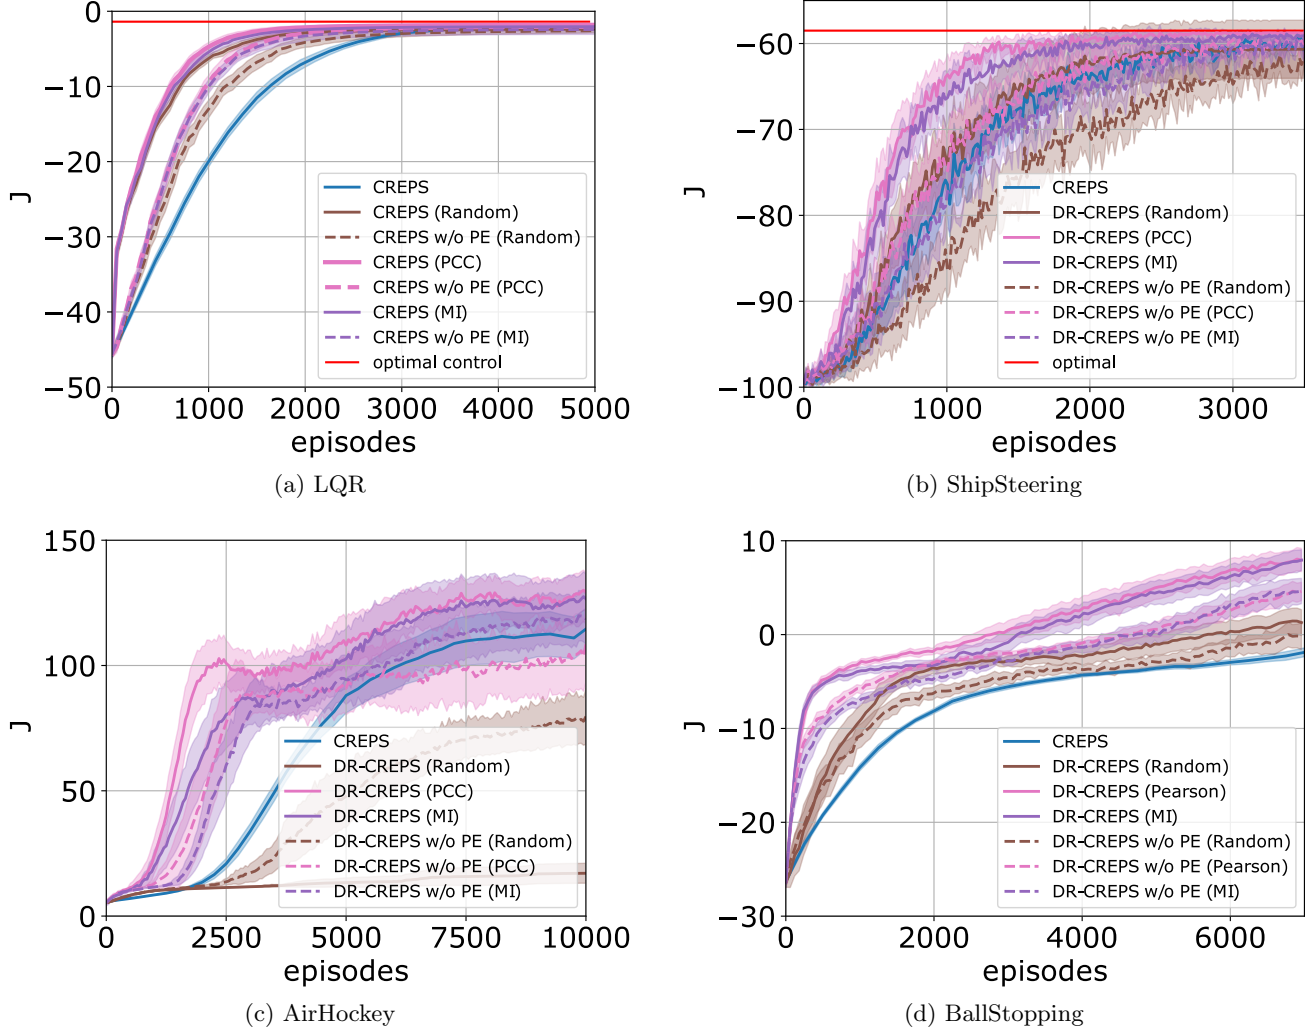 0
−10
−20
−30
−40
−50
J
0 1000 2000 3000 4000 5000
episodes
CREPS
CREPS (Random)
CREPS w/o PE (Random)
CREPS (PCC)
CREPS w/o PE (PCC)
CREPS (MI)
CREPS w/o PE (MI)
optimal control
(a) LQR
−60
−70
−80
−90
−100
J
0 1000 2000 3000
episodes
CREPS
DR-CREPS (Random)
DR-CREPS (PCC)
DR-CREPS (MI)
DR-CREPS w/o PE (Random)
DR-CREPS w/o PE (PCC)
DR-CREPS w/o PE (MI)
optimal
(b) ShipSteering
150
100
50
0
J
0 2500 5000 7500 10000
episodes
CREPS
DR-CREPS (Random)
DR-CREPS (PCC)
DR-CREPS (MI)
DR-CREPS w/o PE (Random)
DR-CREPS w/o PE (PCC)
DR-CREPS w/o PE (MI)
(c) AirHockey
10
0
−10
−20
−30
J
0 2000 4000 6000
episodes
CREPS
DR-CREPS (Random)
DR-CREPS (Pearson)
DR-CREPS (MI)
DR-CREPS w/o PE (Random)
DR-CREPS w/o PE (Pearson)
DR-CREPS w/o PE (MI)
(d) BallStopping